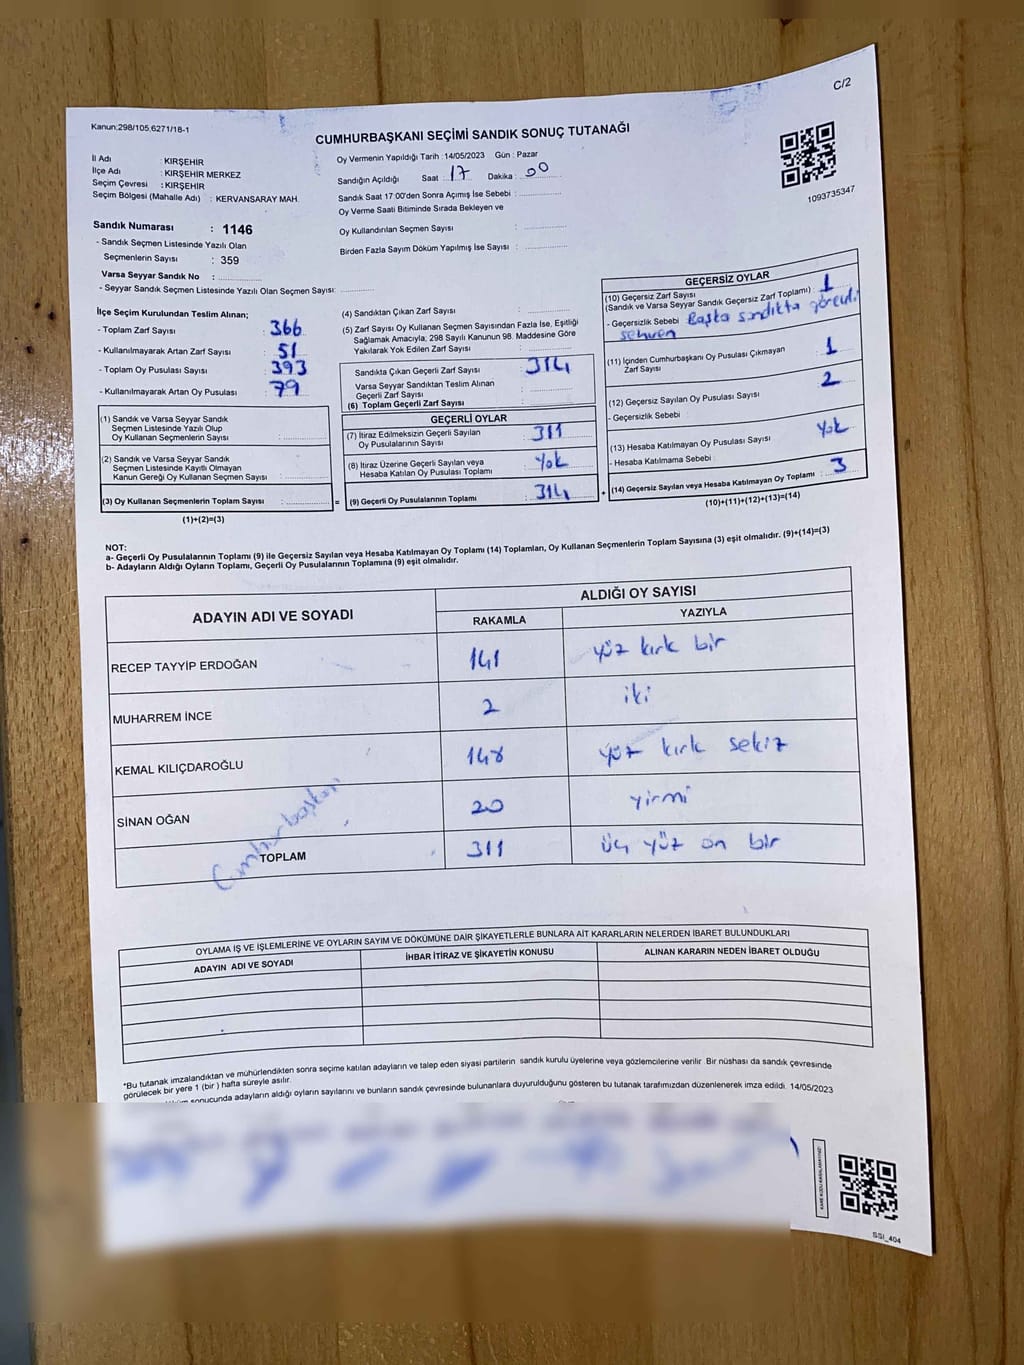 C/2
Kanun:298/105,6271/18-1
CUMHURBAŞKANI SEÇİMİ SANDIK SONUÇ TUTANAĞI
1093735347
İl Adı : KIRŞEHİR
İlçe Adı : KIRŞEHİR MERKEZ
Seçim Çevresi : KIRŞEHİR
Seçim Bölgesi (Mahalle Adı) : KERVANSARAY MAH.
Sandık Numarası : 1146
- Sandık Seçmen Listesinde Yazılı Olan
Seçmenlerin Sayısı : 359
Varsa Seyyar Sandık No :
- Seyyar Sandık Seçmen Listesinde Yazılı Olan Seçmen Sayısı:
Oy Vermenin Yapıldığı Tarih :14/05/2023 Gün : Pazar
Sandığın Açıldığı Saat : 17 Dakika : 00
Sandık Saat 17 00'den Sonra Açımış İse Sebebi :
Oy Verme Saati Bitiminde Sırada Bekleyen ve
Oy Kullandırılan Seçmen Sayısı :
Birden Fazla Sayım Döküm Yapılmış İse Sayısı :
İlçe Seçim Kurulundan Teslim Alınan;
- Toplam Zarf Sayısı : 366
- Kullanılmayarak Artan Zarf Sayısı : 51
- Toplam Oy Pusulası Sayısı : 393
- Kullanılmayarak Artan Oy Pusulası : 79
(1) Sandık ve Varsa Seyyar Sandık
Seçmen Listesinde Yazılı Olup
Oy Kullanan Seçmenlerin Sayısı :
(2) Sandık ve Varsa Seyyar Sandık
Seçmen Listesinde Kayıtlı Olmayan
Kanun Gereği Oy Kullanan Seçmen Sayısı :
(3) Oy Kullanan Seçmenlerin Toplam Sayısı : =
(1)+(2)=(3)
(4) Sandıktan Çıkan Zarf Sayısı :
(5) Zarf Sayısı Oy Kullanan Seçmen Sayısından Fazla İse, Eşitliği
Sağlamak Amacıyla, 298 Sayılı Kanunun 98. Maddesine Göre
Yakılarak Yok Edilen Zarf Sayısı :
Sandıkta Çıkan Geçerli Zarf Sayısı : 314
Varsa Seyyar Sandıktan Teslim Alınan
Geçerli Zarf Sayısı :
(6) Toplam Geçerli Zarf Sayısı :
GEÇERLİ OYLAR
(7) İtiraz Edilmeksizin Geçerli Sayılan
Oy Pusulalarının Sayısı : 311
(8) İtiraz Üzerine Geçerli Sayılan veya
Hesaba Katılan Oy Pusulası Toplamı : Yok
(9) Geçerli Oy Pusulalarının Toplamı : 314 +
GEÇERSİZ OYLAR
(10) Geçersiz Zarf Sayısı
(Sandık ve Varsa Seyyar Sandık Geçersiz Zarf Toplamı) : 1
- Geçersizlik Sebebi : Başka sandıkta görevli
sehven
(11) İçinden Cumhurbaşkanı Oy Pusulası Çıkmayan
Zarf Sayısı : 1
(12) Geçersiz Sayılan Oy Pusulası Sayısı : 2
- Geçersizlik Sebebi :
(13) Hesaba Katılmayan Oy Pusulası Sayısı : Yok
- Hesaba Katılmama Sebebi :
(14) Geçersiz Sayılan veya Hesaba Katılmayan Oy Toplamı : 3
(10)+(11)+(12)+(13)=(14)
NOT:
a- Geçerli Oy Pusulalarının Toplamı (9) ile Geçersiz Sayılan veya Hesaba Katılmayan Oy Toplamı (14) Toplamları, Oy Kullanan Seçmenlerin Toplam Sayısına (3) eşit olmalıdır. (9)+(14)=(3)
b- Adayların Aldığı Oyların Toplamı, Geçerli Oy Pusulalarının Toplamına (9) eşit olmalıdır.
ADAYIN ADI VE SOYADI
ALDIĞI OY SAYISI
RAKAMLA YAZIYLA
RECEP TAYYİP ERDOĞAN 141 yüz kırk bir
MUHARREM İNCE 2 iki
KEMAL KILIÇDAROĞLU 148 yüz kırk sekiz
SİNAN OĞAN 20 yirmi
Cumhurbaşkanı
TOPLAM 311 üç yüz on bir
OYLAMA İŞ VE İŞLEMLERİNE VE OYLARIN SAYIM VE DÖKÜMÜNE DAİR ŞİKAYETLERLE BUNLARA AİT KARARLARIN NELERDEN İBARET BULUNDUKLARI
ADAYIN ADI VE SOYADI İHBAR İTİRAZ VE ŞİKAYETİN KONUSU ALINAN KARARIN NEDEN İBARET OLDUĞU
*Bu tutanak imzalandıktan ve mühürlendikten sonra seçime katılan adayların ve talep eden siyasi partilerin sandık kurulu üyelerine veya gözlemcilerine verilir Bir nüshası da sandık çevresinde
görülecek bir yere 1 (bir ) hafta süreyle asılır.
sonucunda adayların aldığı oyların sayılarını ve bunların sandık çevresinde bulunanlara duyurulduğunu gösteren bu tutanak tarafımızdan düzenlenerek imza edildi. 14/05/2023
SSI_404